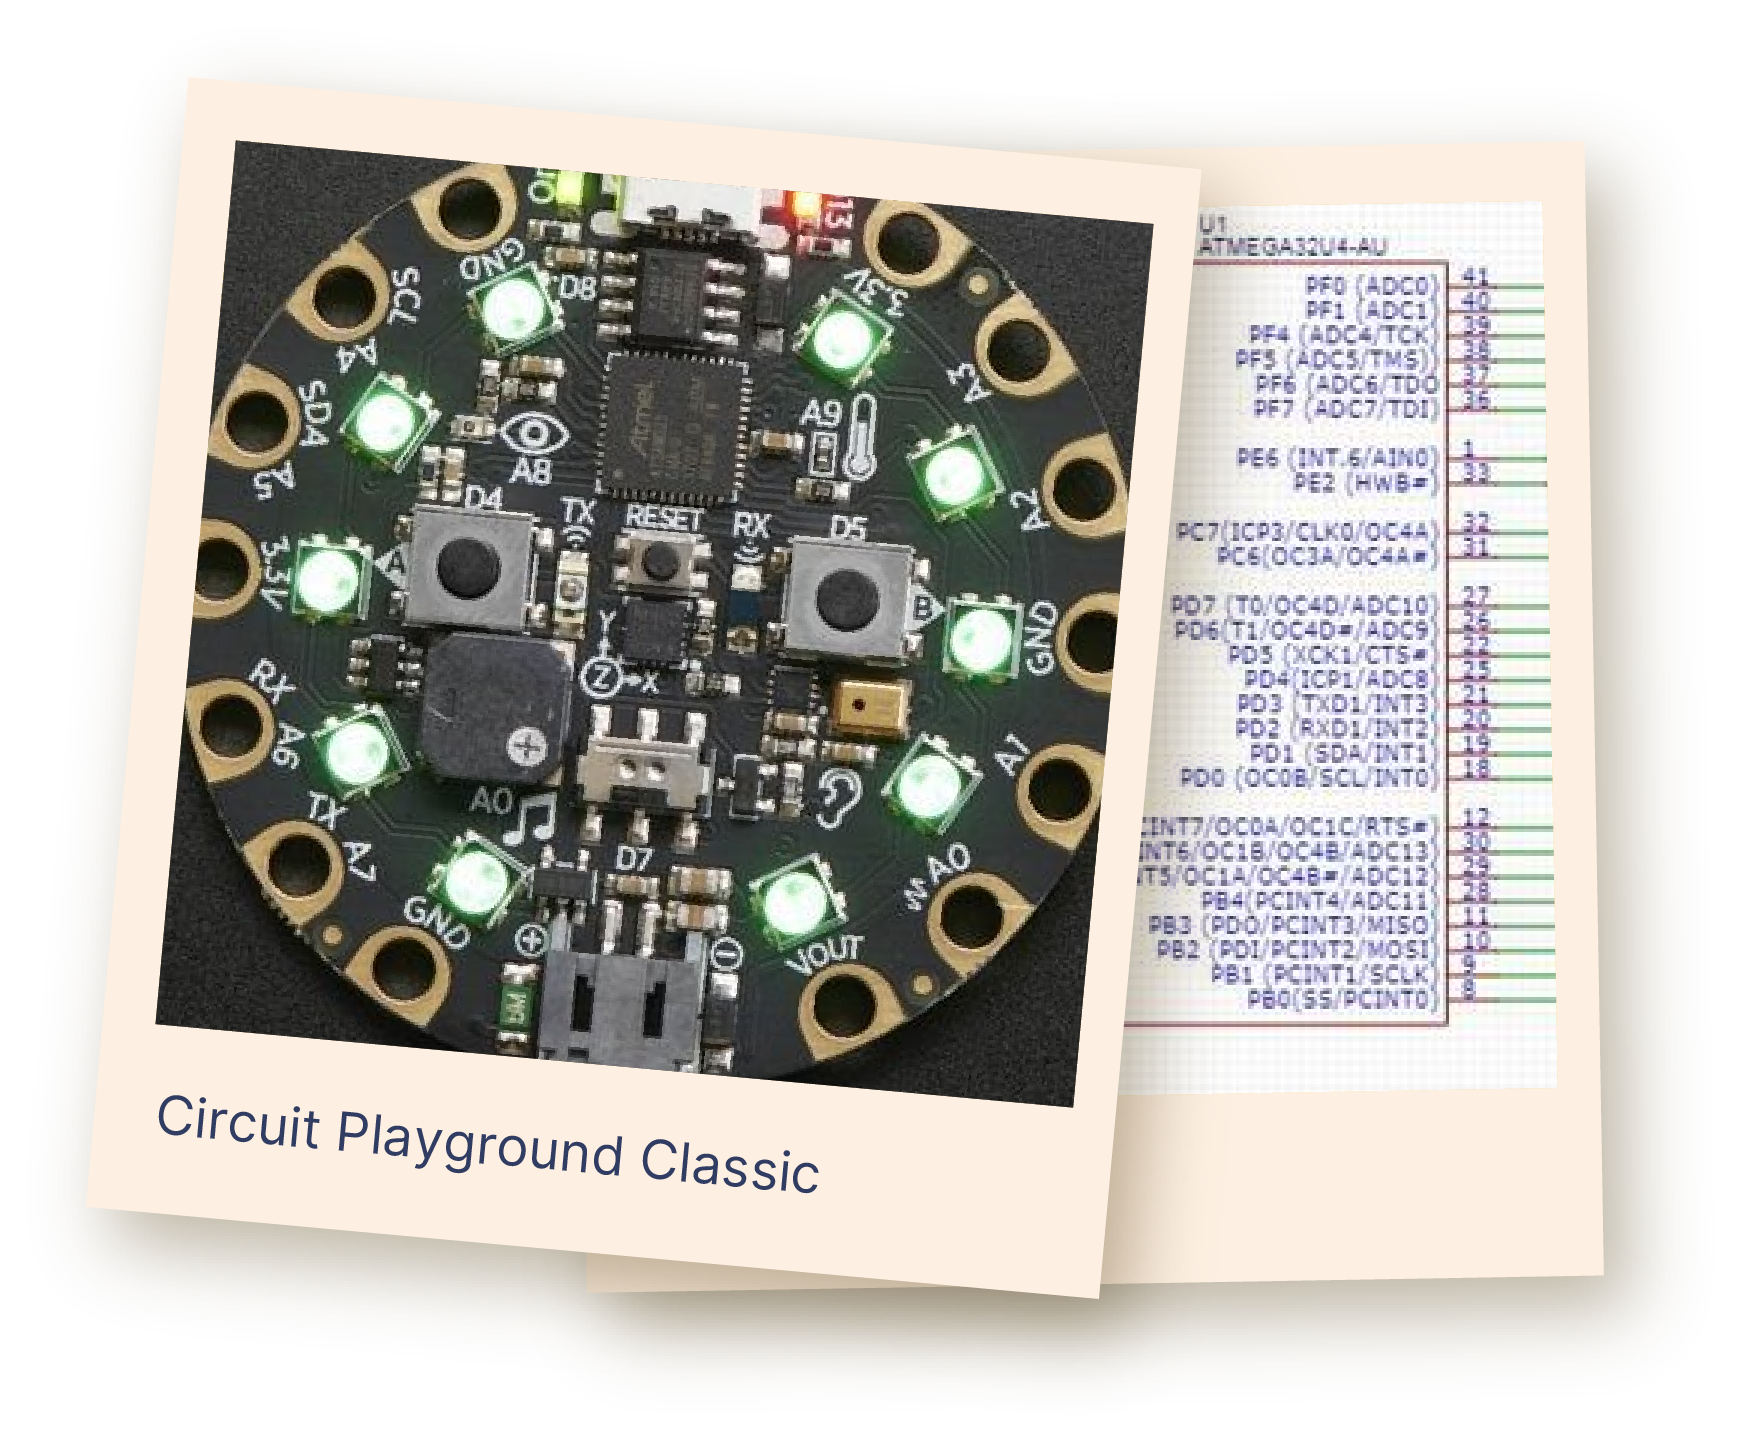 13
GND
D8
3.3V
SCL
A4
A3
SDA
A9
A8
A5
A2
D4
TX
RESET
RX
D5
3.3V
A
B
GND
Y
Z
X
RX
A6
A1
A0
TX
A7
D7
A0
GND
VOUT
Atmel
Circuit Playground Classic
U1
ATMEGA32U4-AU
PF0 (ADC0) 41
PF1 (ADC1) 40
PF4 (ADC4/TCK 39
PF5 (ADC5/TMS)) 38
PF6 (ADC6/TDO 37
PF7 (ADC7/TDI) 36
PE6 (INT.6/AIN0) 1
PE2 (HWB#) 33
PC7(ICP3/CLK0/OC4A) 32
PC6(OC3A/OC4A#) 31
PD7 (T0/OC4D/ADC10) 27
PD6(T1/OC4D#/ADC9 26
PD5 (XCK1/CTS# 22
PD4(ICP1/ADC8 25
PD3 (TXD1/INT3 21
PD2 (RXD1/INT2 20
PD1 (SDA/INT1) 19
PD0 (OC0B/SCL/INT0) 18
CINT7/OC0A/OC1C/RTS#) 12
INT6/OC1B/OC4B/ADC13) 30
NT5/OC1A/OC4B#/ADC12 29
PB4(PCINT4/ADC11 28
PB3 (PDO/PCINT3/MISO 11
PB2 (PDI/PCINT2/MOSI 10
PB1 (PCINT1/SCLK 9
PB0(SS/PCINT0) 8